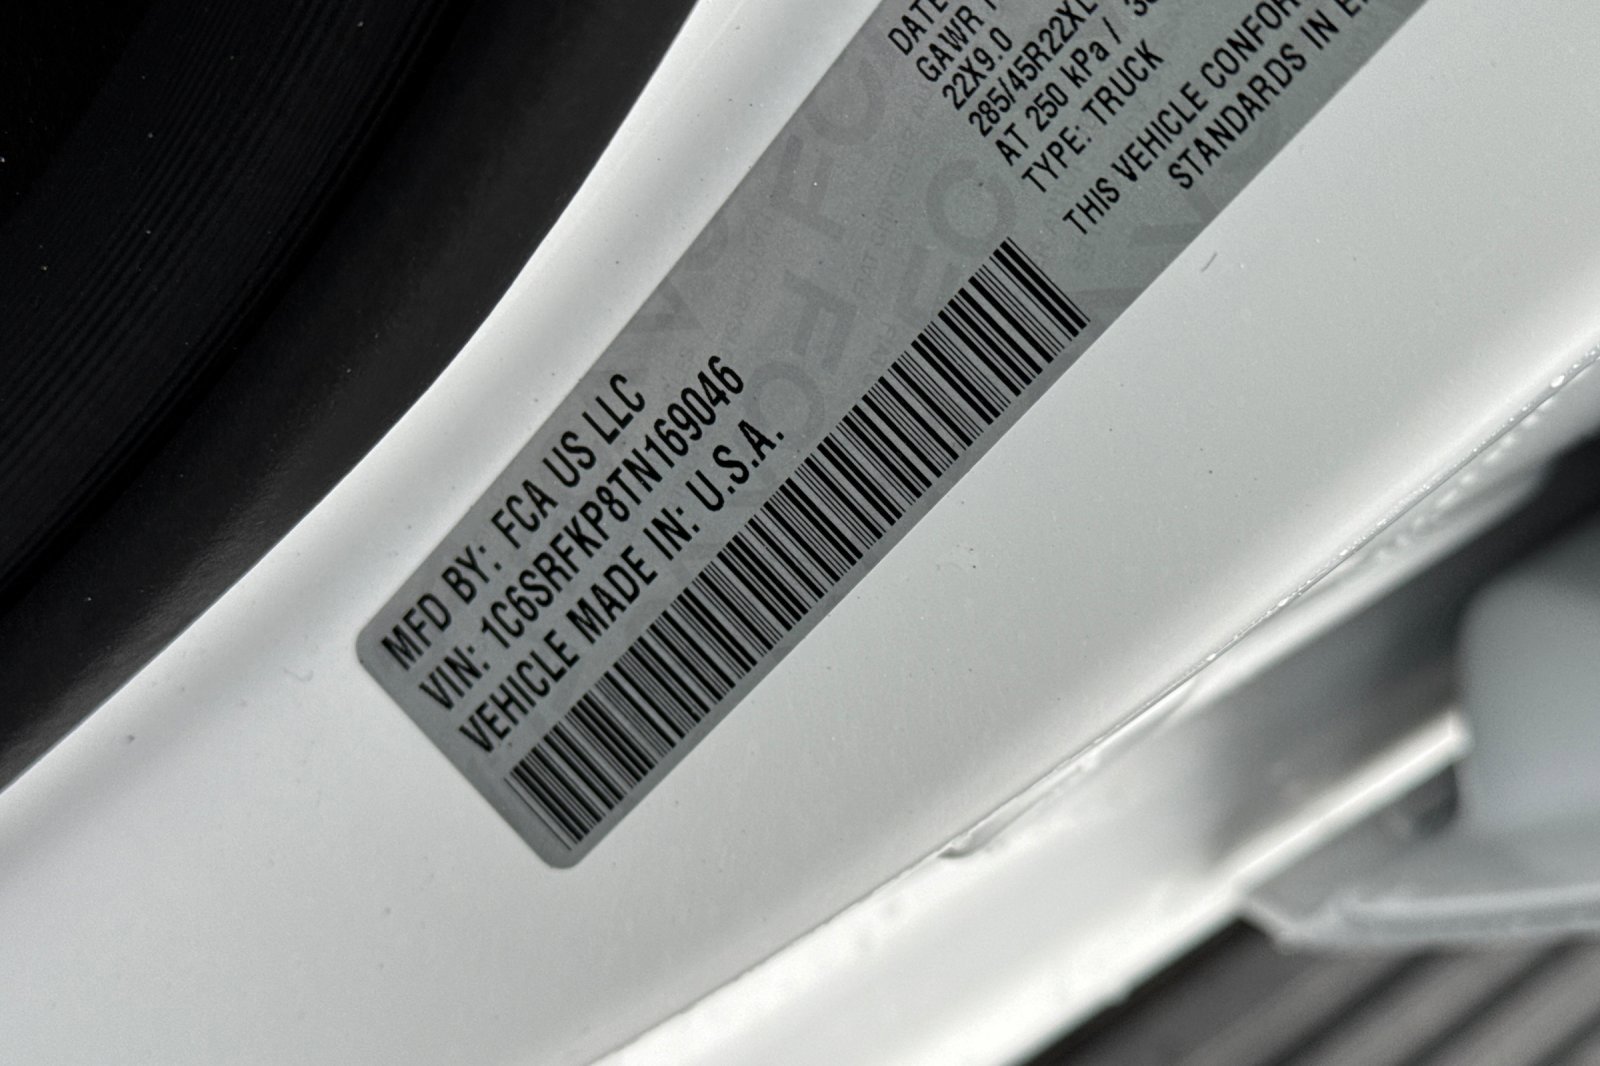 MFD BY: FCA US LLC
VIN: 1C6SRFKP8TN169046
VEHICLE MADE IN: U.S.A.
DATE
GAWR
22X9.0
285/45R22XL
AT 250 kPa /
TYPE: TRUCK
THIS VEHICLE
STANDARDS IN